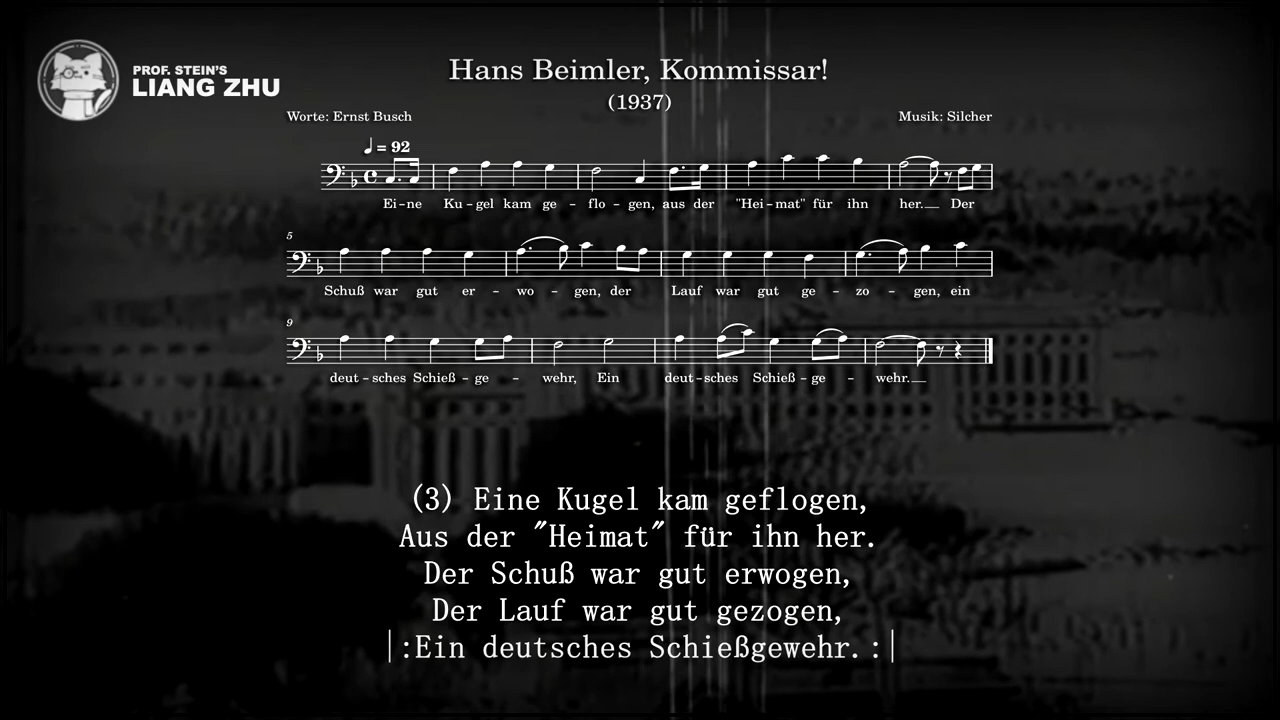 PROF. STEIN'S
LIANG ZHU
Hans Beimler, Kommissar!
(1937)
Worte: Ernst Busch
Musik: Silcher
♩ = 92
Ei – ne Ku – gel kam ge – flo – gen, aus der "Hei – mat" für ihn her.__ Der
5
Schuß war gut er – wo – gen, der Lauf war gut ge – zo – gen, ein
9
deut – sches Schieß – ge – wehr, Ein deut – sches Schieß – ge – wehr.__
(3) Eine Kugel kam geflogen,
Aus der "Heimat" für ihn her.
Der Schuß war gut erwogen,
Der Lauf war gut gezogen,
|:Ein deutsches Schießgewehr.:|